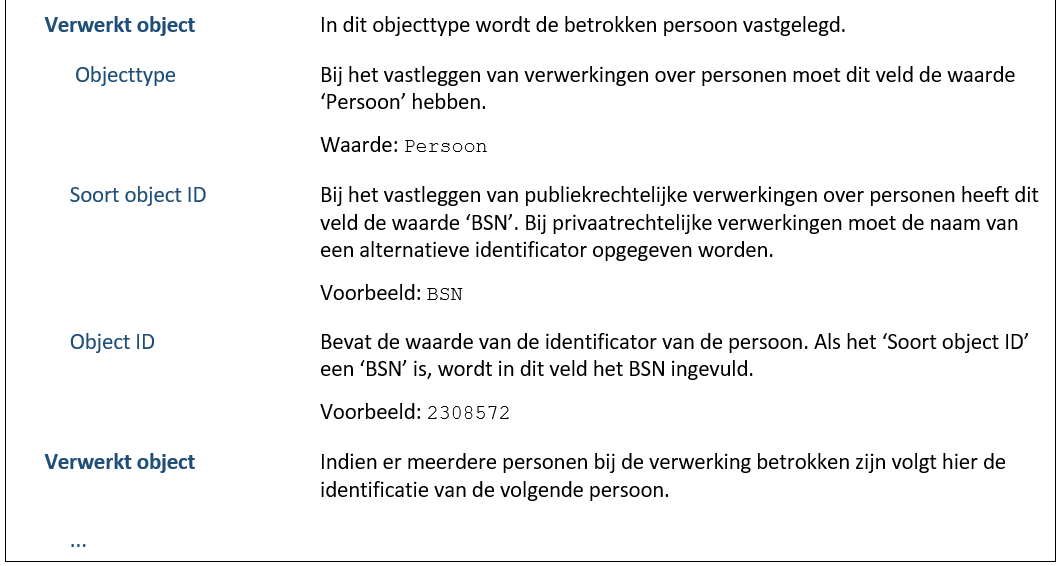 Verwerkt object
In dit objecttype wordt de betrokken persoon vastgelegd.
Objecttype
Bij het vastleggen van verwerkingen over personen moet dit veld de waarde
‘Persoon’ hebben.
Waarde: Persoon
Soort object ID
Bij het vastleggen van publiekrechtelijke verwerkingen over personen heeft dit
veld de waarde ‘BSN’. Bij privaatrechtelijke verwerkingen moet de naam van
een alternatieve identificator opgegeven worden.
Voorbeeld: BSN
Object ID
Bevat de waarde van de identificator van de persoon. Als het ‘Soort object ID’
een ‘BSN’ is, wordt in dit veld het BSN ingevuld.
Voorbeeld: 2308572
Verwerkt object
Indien er meerdere personen bij de verwerking betrokken zijn volgt hier de
identificatie van de volgende persoon.
...